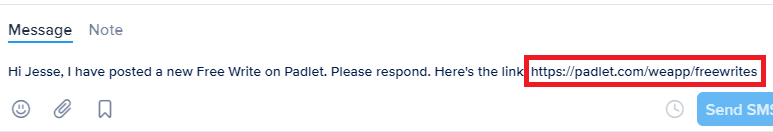 Message Note
Hi Jesse, I have posted a new Free Write on Padlet. Please respond. Here's the link https://padlet.com/weapp/freewrites
Send SMS